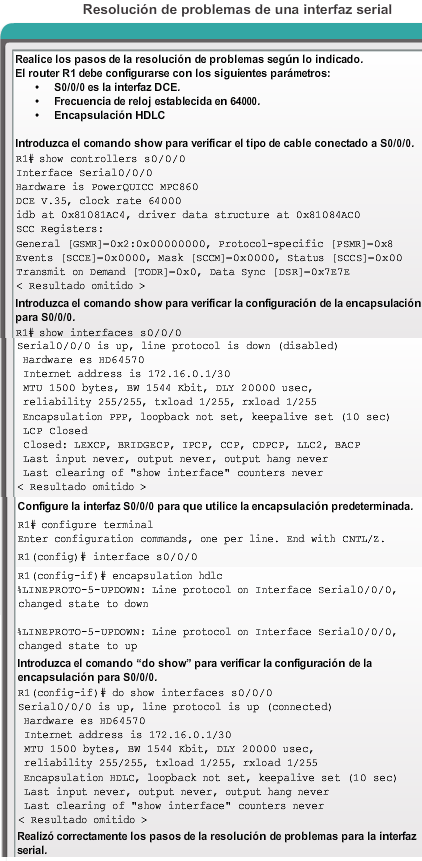 Resolución de problemas de una interfaz serial
Realice los pasos de la resolución de problemas según lo indicado.
El router R1 debe configurarse con los siguientes parámetros:
• S0/0/0 es la interfaz DCE.
• Frecuencia de reloj establecida en 64000.
• Encapsulación HDLC
Introduzca el comando show para verificar el tipo de cable conectado a S0/0/0.
R1# show controllers s0/0/0
Interface Serial0/0/0
Hardware is PowerQUICC MPC860
DCE V.35, clock rate 64000
idb at 0x81081AC4, driver data structure at 0x81084AC0
SCC Registers:
General [GSMR]=0x2:0x00000000, Protocol-specific [PSMR]=0x8
Events [SCCE]=0x0000, Mask [SCCM]=0x0000, Status [SCCS]=0x00
Transmit on Demand [TODR]=0x0, Data Sync [DSR]=0x7E7E
< Resultado omitido >
Introduzca el comando show para verificar la configuración de la encapsulación
para S0/0/0.
R1# show interfaces s0/0/0
Serial0/0/0 is up, line protocol is down (disabled)
Hardware es HD64570
Internet address is 172.16.0.1/30
MTU 1500 bytes, BW 1544 Kbit, DLY 20000 usec,
reliability 255/255, txload 1/255, rxload 1/255
Encapsulation PPP, loopback not set, keepalive set (10 sec)
LCP Closed
Closed: LEXCP, BRIDGECP, IPCP, CCP, CDPCP, LLC2, BACP
Last input never, output never, output hang never
Last clearing of "show interface" counters never
< Resultado omitido >
Configure la interfaz S0/0/0 para que utilice la encapsulación predeterminada.
R1# configure terminal
Enter configuration commands, one per line. End with CNTL/Z.
R1(config)# interface s0/0/0
R1(config-if)# encapsulation hdlc
%LINEPROTO-5-UPDOWN: Line protocol on Interface Serial0/0/0,
changed state to down
%LINEPROTO-5-UPDOWN: Line protocol on Interface Serial0/0/0,
changed state to up
Introduzca el comando “do show” para verificar la configuración de la
encapsulación para S0/0/0.
R1(config-if)# do show interfaces s0/0/0
Serial0/0/0 is up, line protocol is up (connected)
Hardware es HD64570
Internet address is 172.16.0.1/30
MTU 1500 bytes, BW 1544 Kbit, DLY 20000 usec,
reliability 255/255, txload 1/255, rxload 1/255
Encapsulation HDLC, loopback not set, keepalive set (10 sec)
Last input never, output never, output hang never
Last clearing of "show interface" counters never
< Resultado omitido >
Realizó correctamente los pasos de la resolución de problemas para la interfaz
serial.